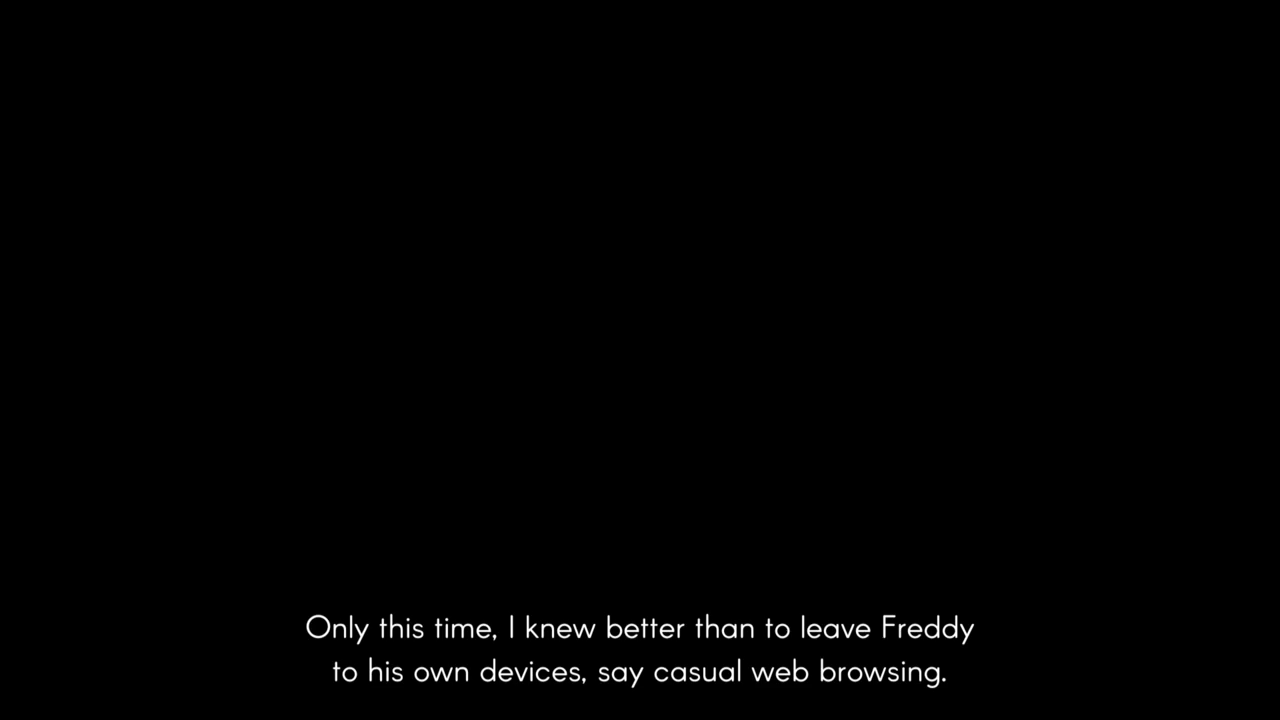 Only this time, I knew better than to leave Freddy
to his own devices, say casual web browsing.